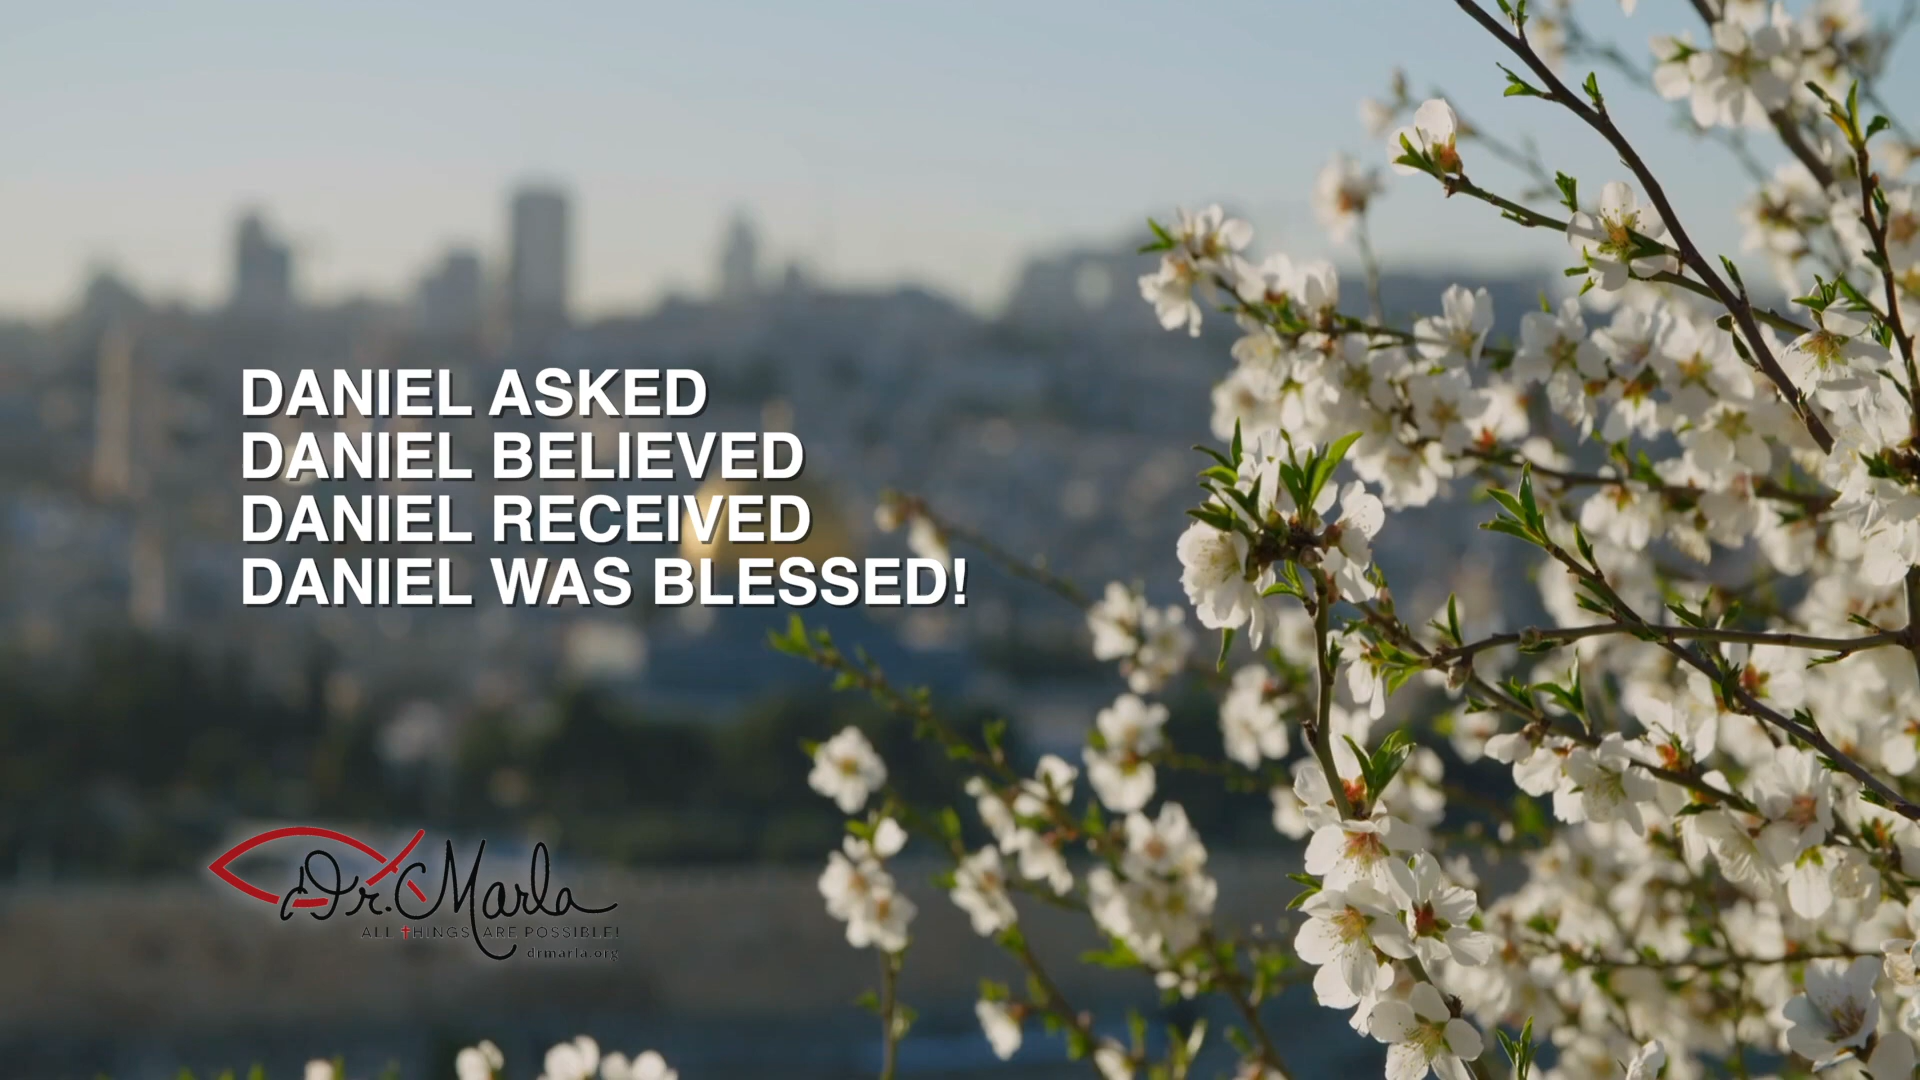 DANIEL ASKED
DANIEL BELIEVED
DANIEL RECEIVED
DANIEL WAS BLESSED!
Dr. Marla
ALL THINGS ARE POSSIBLE!
drmarla.org